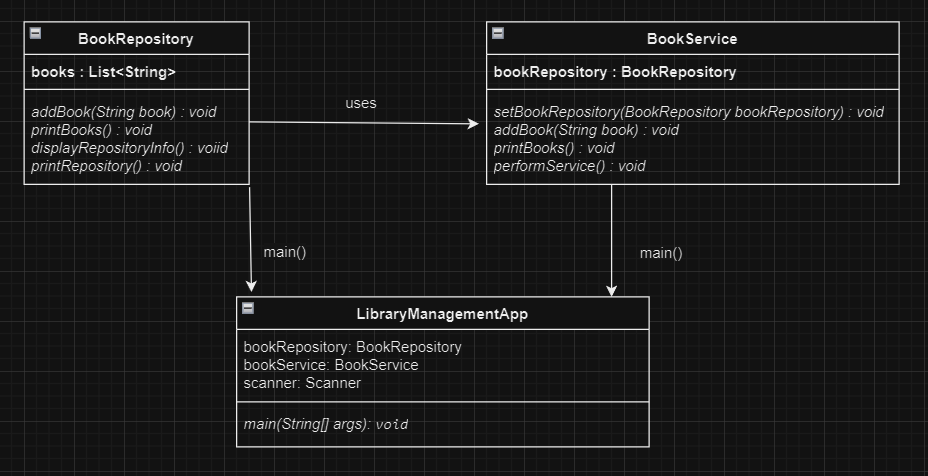 BookRepository
books : List<String>
addBook(String book) : void
printBooks() : void
displayRepositoryInfo() : voiid
printRepository() : void
uses
BookService
bookRepository : BookRepository
setBookRepository(BookRepository bookRepository) : void
addBook(String book) : void
printBooks() : void
performService() : void
main()
main()
LibraryManagementApp
bookRepository: BookRepository
bookService: BookService
scanner: Scanner
main(String[] args): void